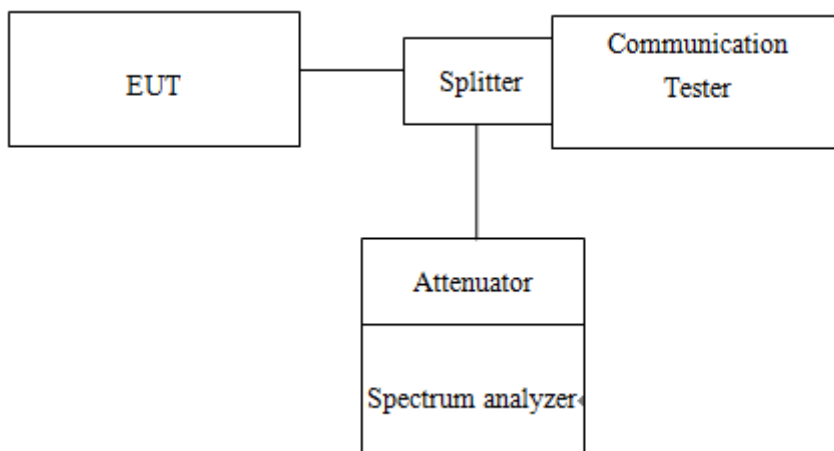 EUT
Splitter
Communication
Tester
Attenuator
Spectrum analyzer